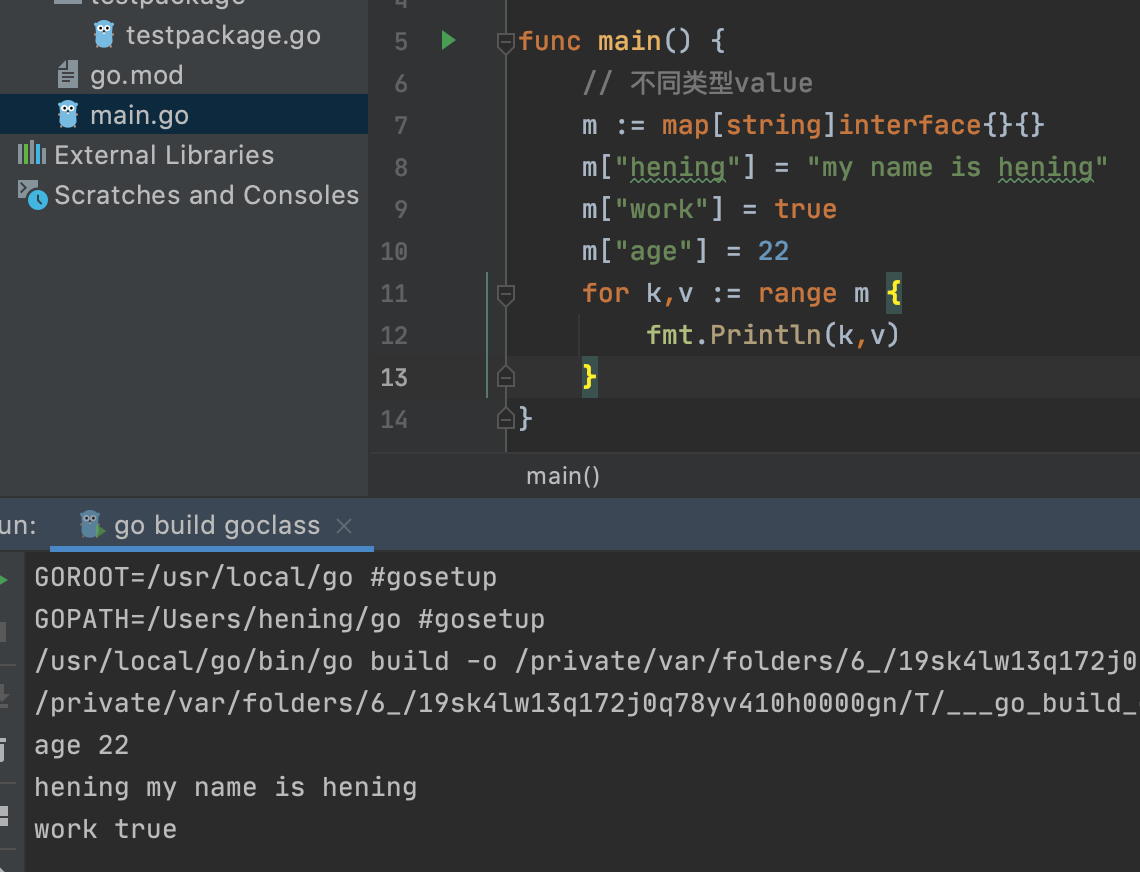 testpackage
testpackage.go
go.mod
main.go
External Libraries
Scratches and Consoles
4
5 func main() {
6 // 不同类型value
7 m := map[string]interface{}{}
8 m["hening"] = "my name is hening"
9 m["work"] = true
10 m["age"] = 22
11 for k,v := range m {
12 fmt.Println(k,v)
13 }
14 }
main()
un: go build goclass ×
GOROOT=/usr/local/go #gosetup
GOPATH=/Users/hening/go #gosetup
/usr/local/go/bin/go build -o /private/var/folders/6_/19sk4lw13q172j0
/private/var/folders/6_/19sk4lw13q172j0q78yv410h0000gn/T/___go_build_
age 22
hening my name is hening
work true